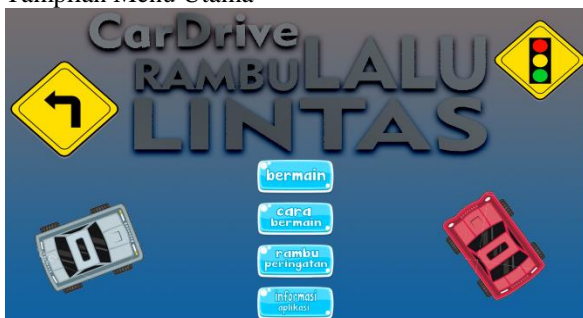 Tampilan Menu Utama
CarDrive
RAMBU LALU
LINTAS
bermain
cara
bermain
rambu
peringatan
informasi
aplikasi